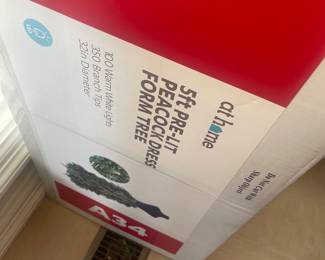 at home
5ft PRE-LIT
PEACOCK DRESS
FORM TREE
100 Warm White Lights
350 Branch Tips
32in Diameter
A34